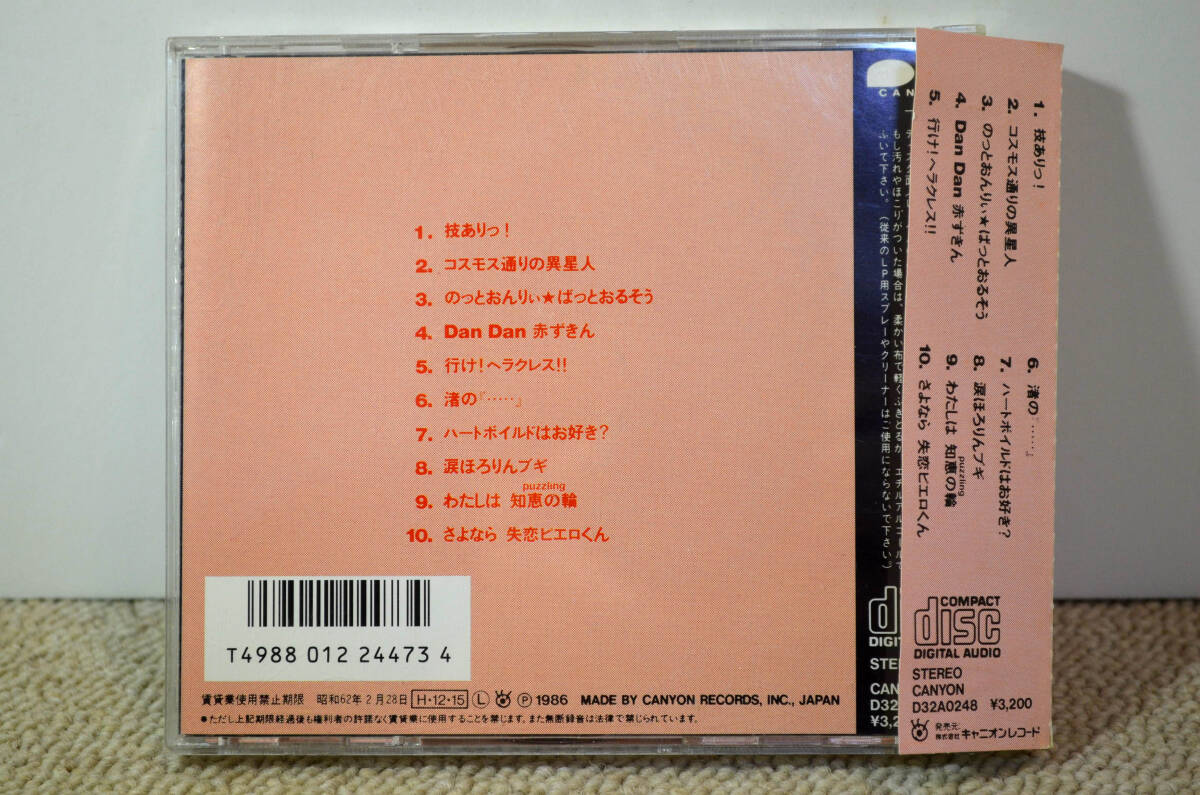 1. 技ありっ!
2. コスモス通りの異星人
3. のっとおんりぃ★ばっとおるそう
4. Dan Dan 赤ずきん
5. 行け!ヘラクレス!!
6. 渚の『‥‥‥』
7. ハートボイルドはお好き?
8. 涙ほろりんブギ
puzzling
9. わたしは 知恵の輪
10. さよなら 失恋ピエロくん
T4988 012 24473 4
賃貸業使用禁止期限 昭和62年2月28日 H・12・15 L P 1986 MADE BY CANYON RECORDS, INC., JAPAN
●ただし上記期限経過後も権利者の許諾なく賃貸業に使用することを禁じます。また無断録音は法律で禁じられています。
CAN
もし汚れやほこりがついた場合は、柔かい布で軽くふきとるか、エチルアルコールで
ふいて下さい。(従来のLP用スプレーやクリーナーはご使用にならないで下さい。)
DIGIT
STE
CAN
D32
¥3,2
1. 技ありっ!
2. コスモス通りの異星人
3. のっとおんりぃ★ばっとおるそう
4. Dan Dan 赤ずきん
5. 行け!ヘラクレス!!
6. 渚の『‥‥‥』
7. ハートボイルドはお好き?
8. 涙ほろりんブギ
puzzling
9. わたしは 知恵の輪
10. さよなら 失恋ピエロくん
COMPACT
disc
DIGITAL AUDIO
STEREO
CANYON
D32A0248 ¥3,200
発売元:
株式会社 キャニオンレコード